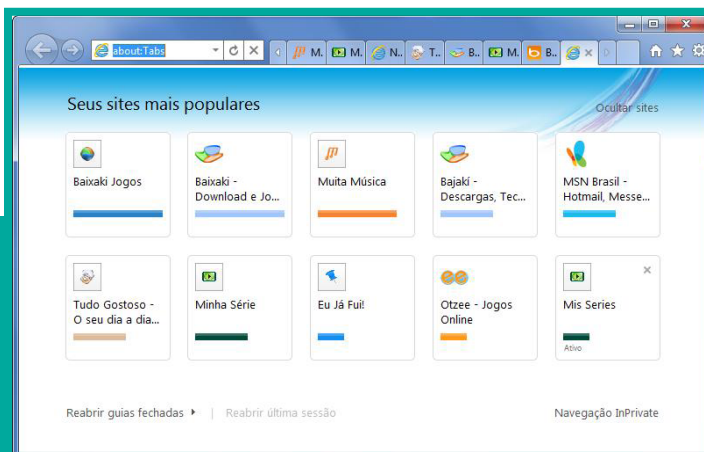 about:Tabs
M. M. N.. T.. B.. M. B..
Seus sites mais populares
Ocultar sites
Baixaki Jogos
Baixaki -
Download e Jo...
Muita Música
Bajakí -
Descargas, Tec...
MSN Brasil -
Hotmail, Messe...
Tudo Gostoso -
O seu dia a dia...
Minha Série
Eu Já Fui!
Otzee - Jogos
Online
Mis Series
Ativo
Reabrir guias fechadas
Reabrir última sessão
Navegação InPrivate